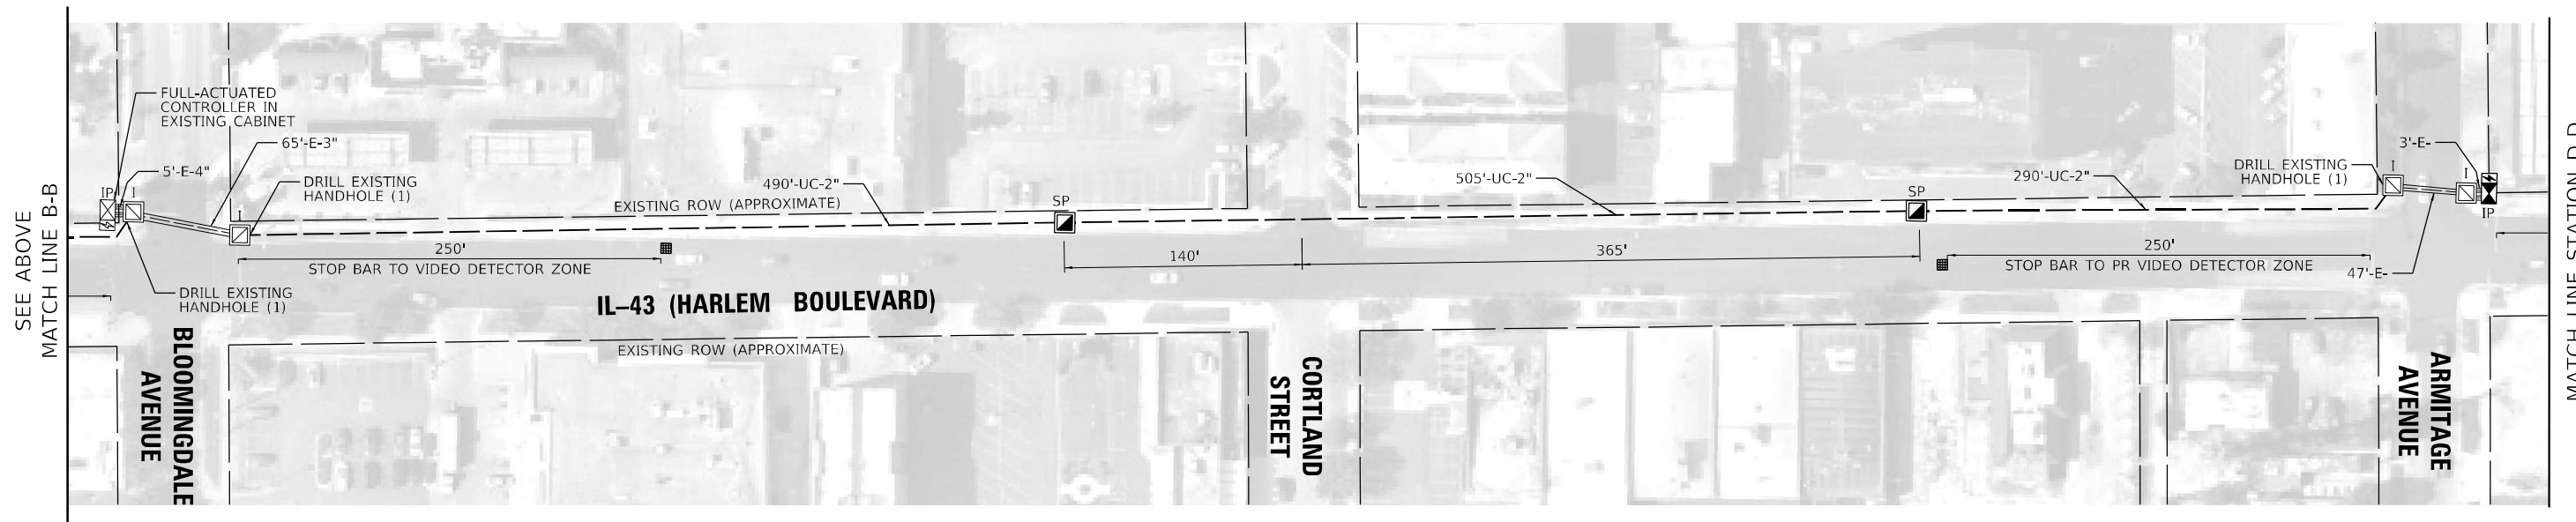 SEE ABOVE
MATCH LINE B-B
FULL-ACTUATED
CONTROLLER IN
EXISTING CABINET
65'-E-3"
5'-E-4"
IP
I
DRILL EXISTING
HANDHOLE (1)
I
DRILL EXISTING
HANDHOLE (1)
250'
STOP BAR TO VIDEO DETECTOR ZONE
490'-UC-2"
EXISTING ROW (APPROXIMATE)
SP
140'
505'-UC-2"
365'
SP
290'-UC-2"
250'
STOP BAR TO PR VIDEO DETECTOR ZONE
DRILL EXISTING
HANDHOLE (1)
I
3'-E-
I
IP
47'-E-
IL-43 (HARLEM BOULEVARD)
EXISTING ROW (APPROXIMATE)
BLOOMINGDALE
AVENUE
CORTLAND
STREET
ARMITAGE
AVENUE
MATCH LINE STATION D-D